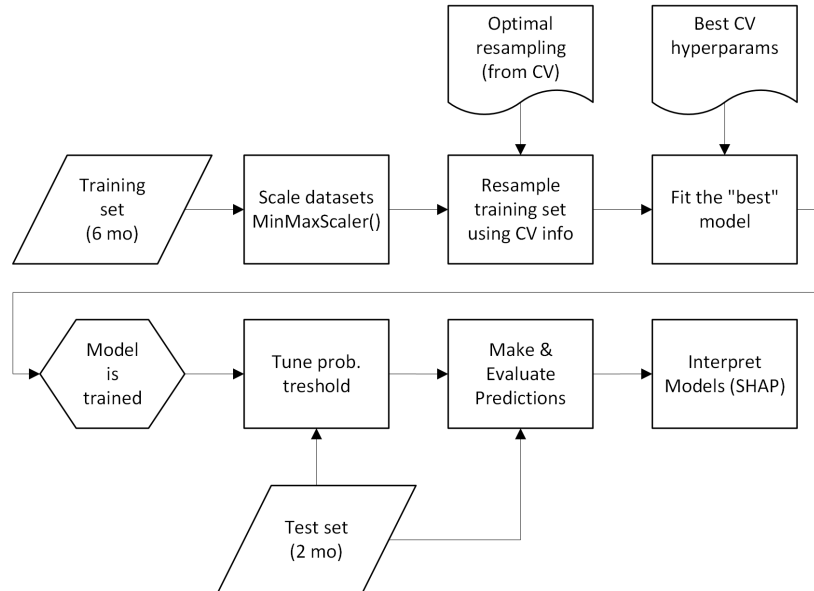 Optimal
resampling
(from CV)
Best CV
hyperparams
Training
set
(6 mo)
Scale datasets
MinMaxScaler()
Resample
training set
using CV info
Fit the "best"
model
Model
is
trained
Tune prob.
treshold
Make &
Evaluate
Predictions
Interpret
Models (SHAP)
Test set
(2 mo)